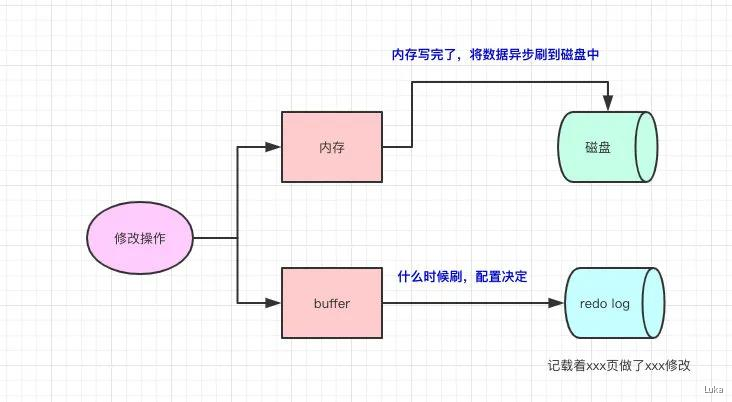 内存写完了，将数据异步刷到磁盘中
内存
磁盘
修改操作
什么时候刷，配置决定
buffer
redo log
记载着xxx页做了xxx修改
Luka